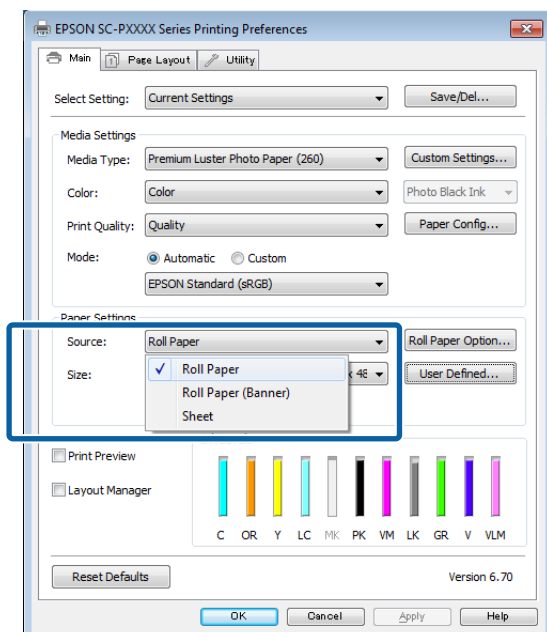 EPSON SC-PXXXX Series Printing Preferences
Main Page Layout Utility
Select Setting: Current Settings Save/Del...
Media Settings
Media Type: Premium Luster Photo Paper (260) Custom Settings...
Color: Color Photo Black Ink
Print Quality: Quality Paper Config...
Mode: Automatic Custom
EPSON Standard (sRGB)
Paper Settings
Source: Roll Paper Roll Paper Option...
Size: x 48 User Defined...
Roll Paper
Roll Paper (Banner)
Sheet
Print Preview
Layout Manager
C OR Y LC MK PK VM LK GR V VLM
Reset Defaults Version 6.70
OK Cancel Apply Help